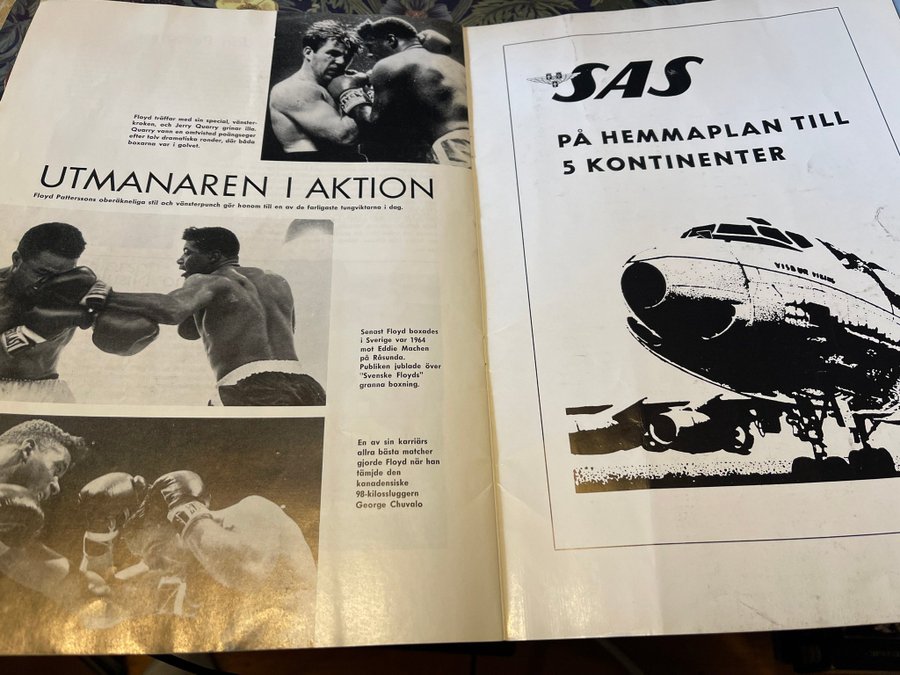 Floyd träffar med sin special, vänster-
kroken, och Jerry Quarry grinar illa.
Quarry vann en omtvistad poängseger
efter tolv dramatiska ronder, där båda
boxarna var i golvet.
UTMANAREN I AKTION
Floyd Patterssons oberäkneliga stil och vänsterpunch gör honom till en av de farligaste tungviktarna i dag.
Senast Floyd boxades
i Sverige var 1964
mot Eddie Machen
på Råsunda.
Publiken jublade över
"Svenske Floyds"
granna boxning.
En av sin karriärs
allra bästa matcher
gjorde Floyd när han
tämjde den
kanadensiske
98-kilossluggern
George Chuvalo
SAS
PÅ HEMMAPLAN TILL
5 KONTINENTER